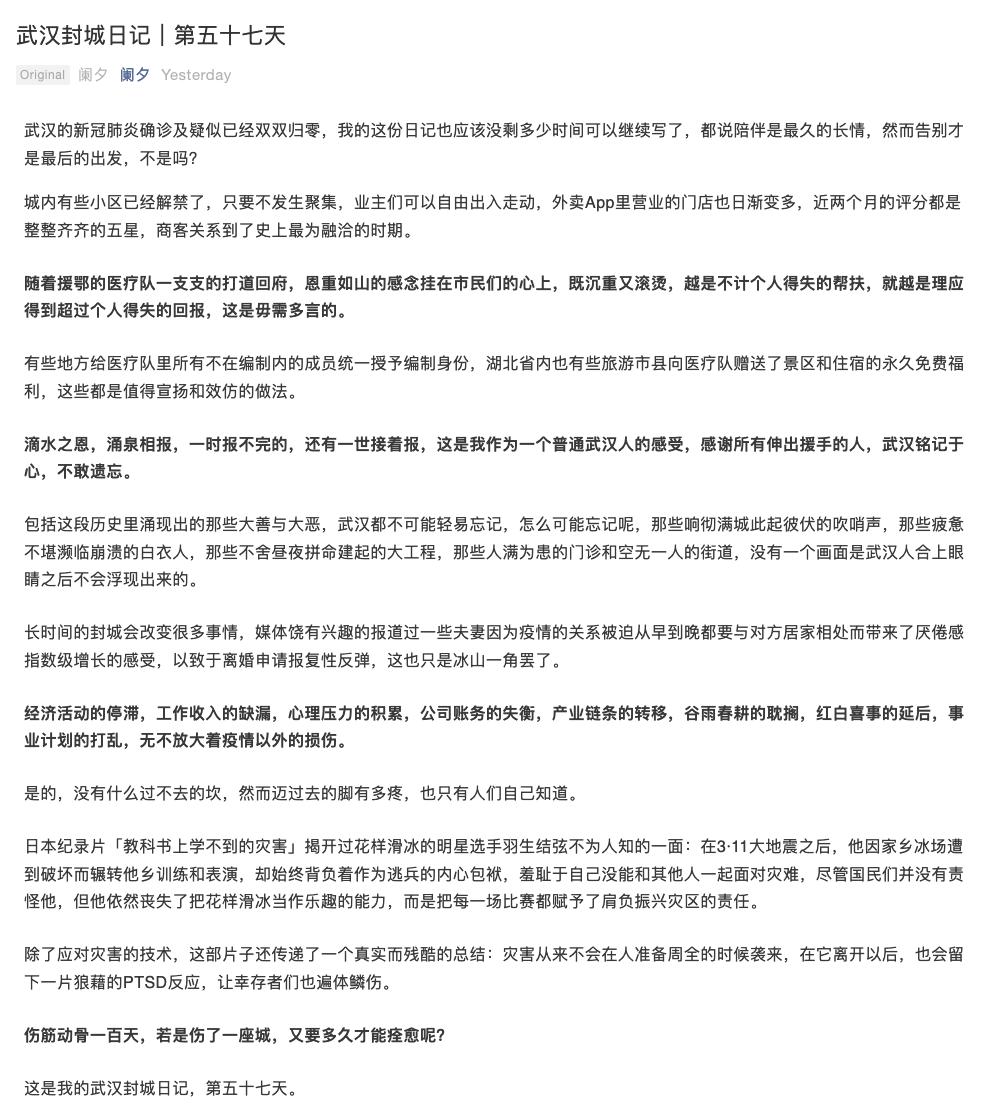 武汉封城日记｜第五十七天
Original 阑夕 阑夕 Yesterday
武汉的新冠肺炎确诊及疑似已经双双归零，我的这份日记也应该没剩多少时间可以继续写了，都说陪伴是最久的长情，然而告别才
是最后的出发，不是吗?
城内有些小区已经解禁了，只要不发生聚集，业主们可以自由出入走动，外卖App里营业的门店也日渐变多，近两个月的评分都是
整整齐齐的五星，商客关系到了史上最为融洽的时期。
随着援鄂的医疗队一支支的打道回府，恩重如山的感念挂在市民们的心上，既沉重又滚烫，越是不计个人得失的帮扶，就越是理应
得到超过个人得失的回报，这是毋需多言的。
有些地方给医疗队里所有不在编制内的成员统一授予编制身份，湖北省内也有些旅游市县向医疗队赠送了景区和住宿的永久免费福
利，这些都是值得宣扬和效仿的做法。
滴水之恩，涌泉相报，一时报不完的，还有一世接着报，这是我作为一个普通武汉人的感受，感谢所有伸出援手的人，武汉铭记于
心，不敢遗忘。
包括这段历史里涌现出的那些大善与大恶，武汉都不可能轻易忘记，怎么可能忘记呢，那些响彻满城此起彼伏的吹哨声，那些疲惫
不堪濒临崩溃的白衣人，那些不舍昼夜拼命建起的大工程，那些人满为患的门诊和空无一人的街道，没有一个画面是武汉人合上眼
睛之后不会浮现出来的。
长时间的封城会改变很多事情，媒体饶有兴趣的报道过一些夫妻因为疫情的关系被迫从早到晚都要与对方居家相处而带来了厌倦感
指数级增长的感受，以致于离婚申请报复性反弹，这也只是冰山一角罢了。
经济活动的停滞，工作收入的缺漏，心理压力的积累，公司账务的失衡，产业链条的转移，谷雨春耕的耽搁，红白喜事的延后，事
业计划的打乱，无不放大着疫情以外的损伤。
是的，没有什么过不去的坎，然而迈过去的脚有多疼，也只有人们自己知道。
日本纪录片「教科书上学不到的灾害」揭开过花样滑冰的明星选手羽生结弦不为人知的一面：在3·11大地震之后，他因家乡冰场遭
到破坏而辗转他乡训练和表演，却始终背负着作为逃兵的内心包袱，羞耻于自己没能和其他人一起面对灾难，尽管国民们并没有责
怪他，但他依然丧失了把花样滑冰当作乐趣的能力，而是把每一场比赛都赋予了肩负振兴灾区的责任。
除了应对灾害的技术，这部片子还传递了一个真实而残酷的总结：灾害从来不会在人准备周全的时候袭来，在它离开以后，也会留
下一片狼藉的PTSD反应，让幸存者们也遍体鳞伤。
伤筋动骨一百天，若是伤了一座城，又要多久才能痊愈呢?
这是我的武汉封城日记，第五十七天。